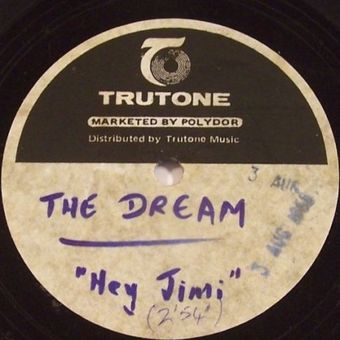 TRUTONE
MARKETED BY POLYDOR
Distributed by Trutone Music
3 AUG
THE DREAM
"Hey Jimi"
(2'54")